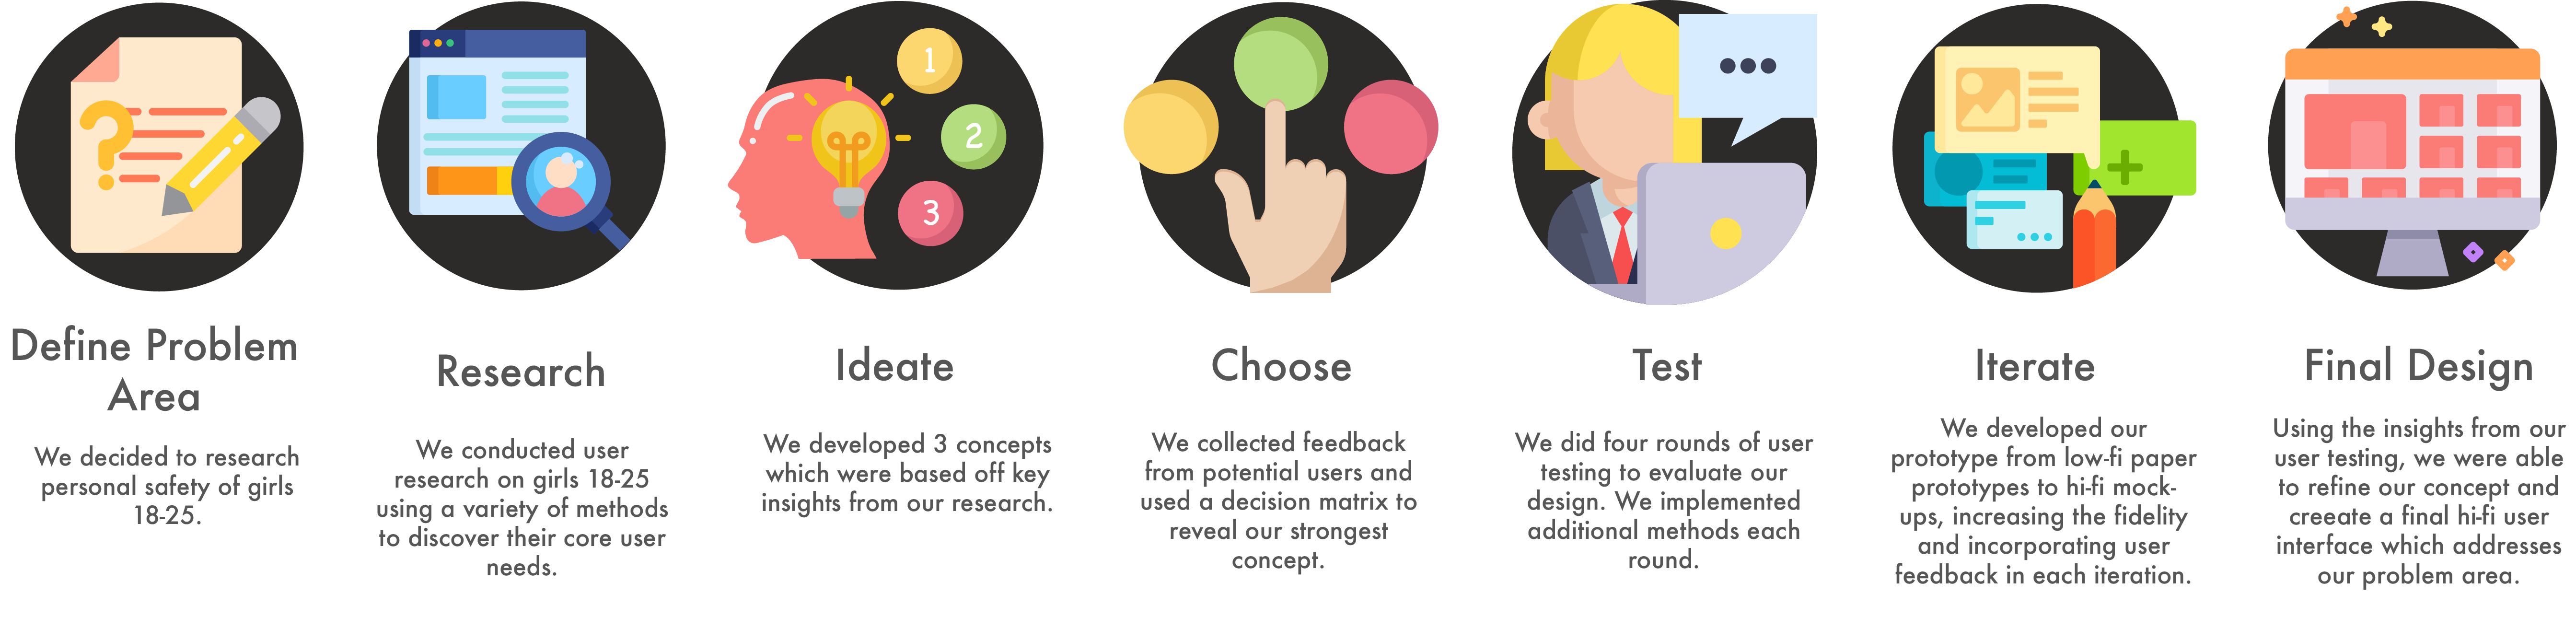 1
2
3
Define Problem
Area
We decided to research
personal safety of girls
18-25.
Research
We conducted user
research on girls 18-25
using a variety of methods
to discover their core user
needs.
Ideate
We developed 3 concepts
which were based off key
insights from our research.
Choose
We collected feedback
from potential users and
used a decision matrix to
reveal our strongest
concept.
Test
We did four rounds of user
testing to evaluate our
design. We implemented
additional methods each
round.
Iterate
We developed our
prototype from low-fi paper
prototypes to hi-fi mock-
ups, increasing the fidelity
and incorporating user
feedback in each iteration.
Final Design
Using the insights from our
user testing, we were able
to refine our concept and
creeate a final hi-fi user
interface which addresses
our problem area.